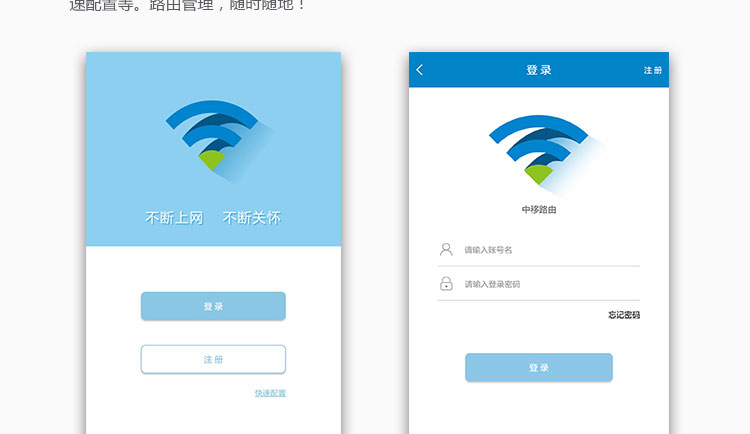 速配置等。路由管理，随时随地！
不断上网 不断关怀
登录
注册
快速配置
登录
注册
中移路由
请输入账号名
请输入登录密码
忘记密码
登录